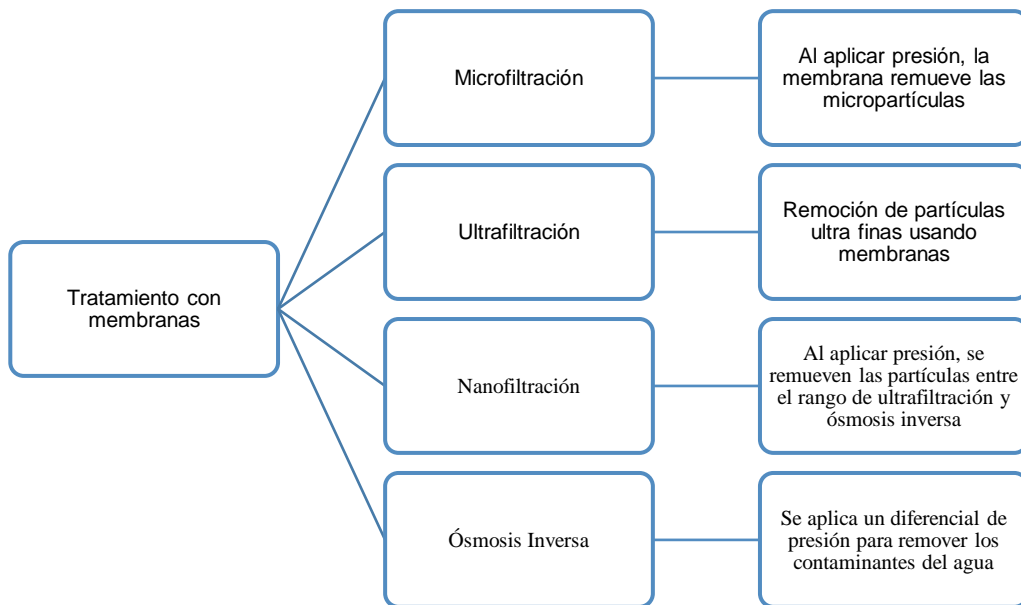 Tratamiento con
membranas
Microfiltración
Al aplicar presión, la
membrana remueve las
micropartículas
Ultrafiltración
Remoción de partículas
ultra finas usando
membranas
Nanofiltración
Al aplicar presión, se
remueven las partículas entre
el rango de ultrafiltración y
ósmosis inversa
Ósmosis Inversa
Se aplica un diferencial de
presión para remover los
contaminantes del agua